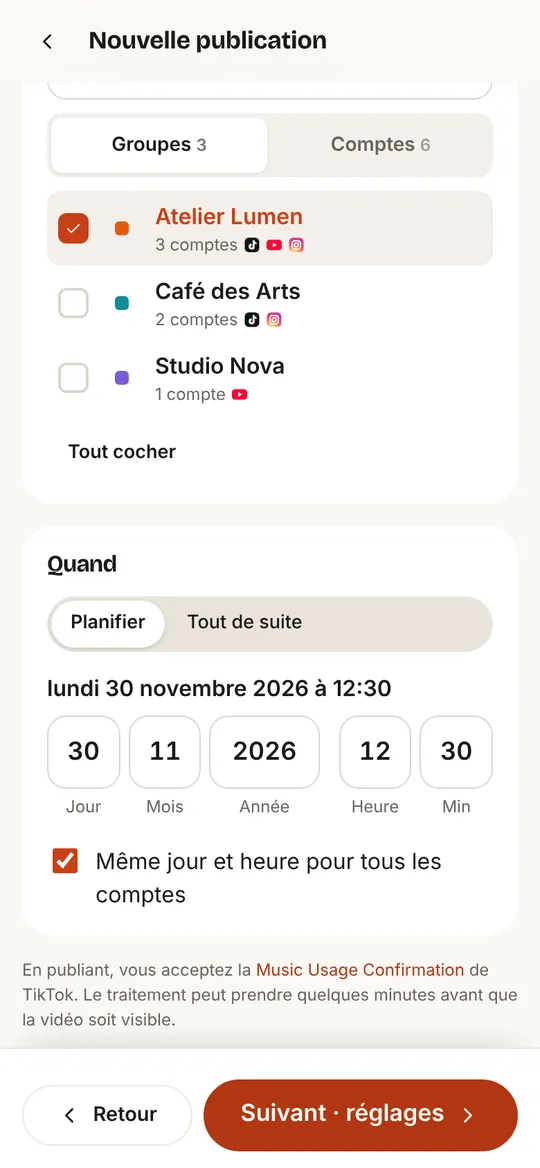 Nouvelle publication
Groupes 3
Comptes 6
Atelier Lumen
3 comptes
Café des Arts
2 comptes
Studio Nova
1 compte
Tout cocher
Quand
Planifier
Tout de suite
lundi 30 novembre 2026 à 12:30
30 11 2026 12 30
Jour Mois Année Heure Min
Même jour et heure pour tous les
comptes
En publiant, vous acceptez la Music Usage Confirmation de
TikTok. Le traitement peut prendre quelques minutes avant que
la vidéo soit visible.
Retour
Suivant · réglages